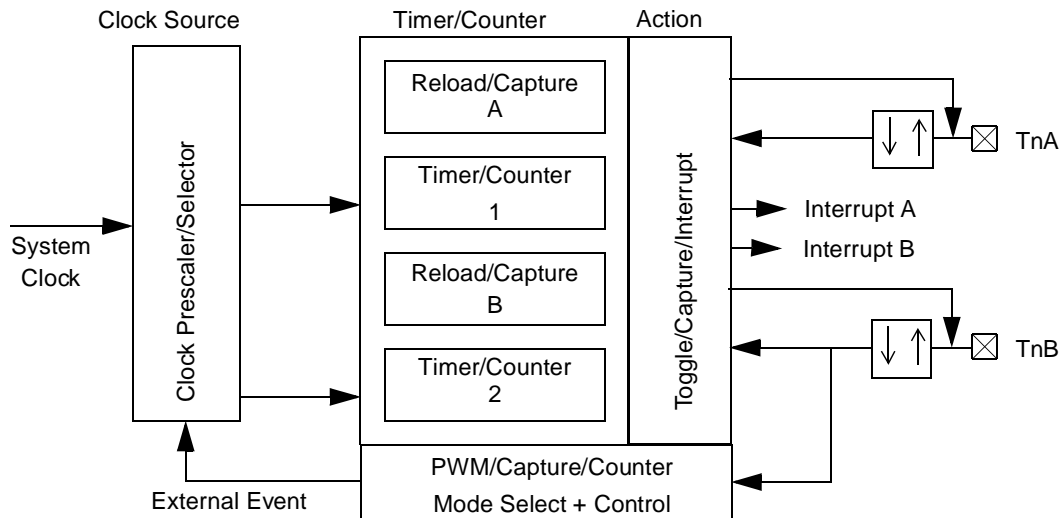 Clock Source
Timer/Counter
Action
Reload/Capture
A
Timer/Counter
1
Reload/Capture
B
Timer/Counter
2
Clock Prescaler/Selector
Toggle/Capture/Interrupt
System
Clock
TnA
Interrupt A
Interrupt B
TnB
PWM/Capture/Counter
Mode Select + Control
External Event